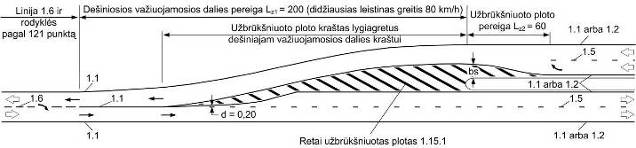 Linija 1.6 ir
rodyklės
pagal 121 punktą
Dešiniosios važiuojamosios dalies pereiga Lz1 = 200 (didžiausias leistinas greitis 80 km/h)
Užbrūkšniuoto ploto kraštas lygiagretus
dešiniajam važiuojamosios dalies kraštui
Užbrūkšniuoto ploto
pereiga Lz2 = 60
1.1 arba 1.2
1.5
bs
1.1
1.1 arba 1.2
1.6
1.1
1.5
d = 0,20
1.1
Retai užbrūkšniuotas plotas 1.15.1
1.1 arba 1.2